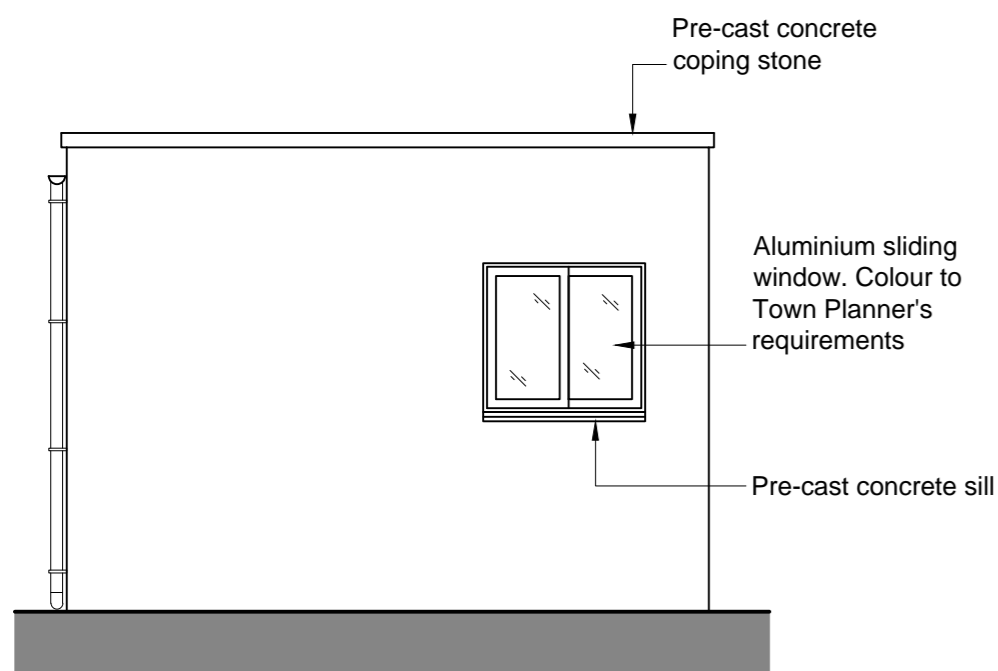 Pre-cast concrete
coping stone
Aluminium sliding
window. Colour to
Town Planner's
requirements
Pre-cast concrete sill